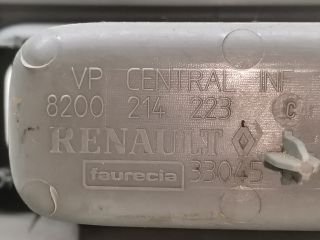 VP CENTRAL INF
8200 214 223 C
RENAULT
faurecia 33045